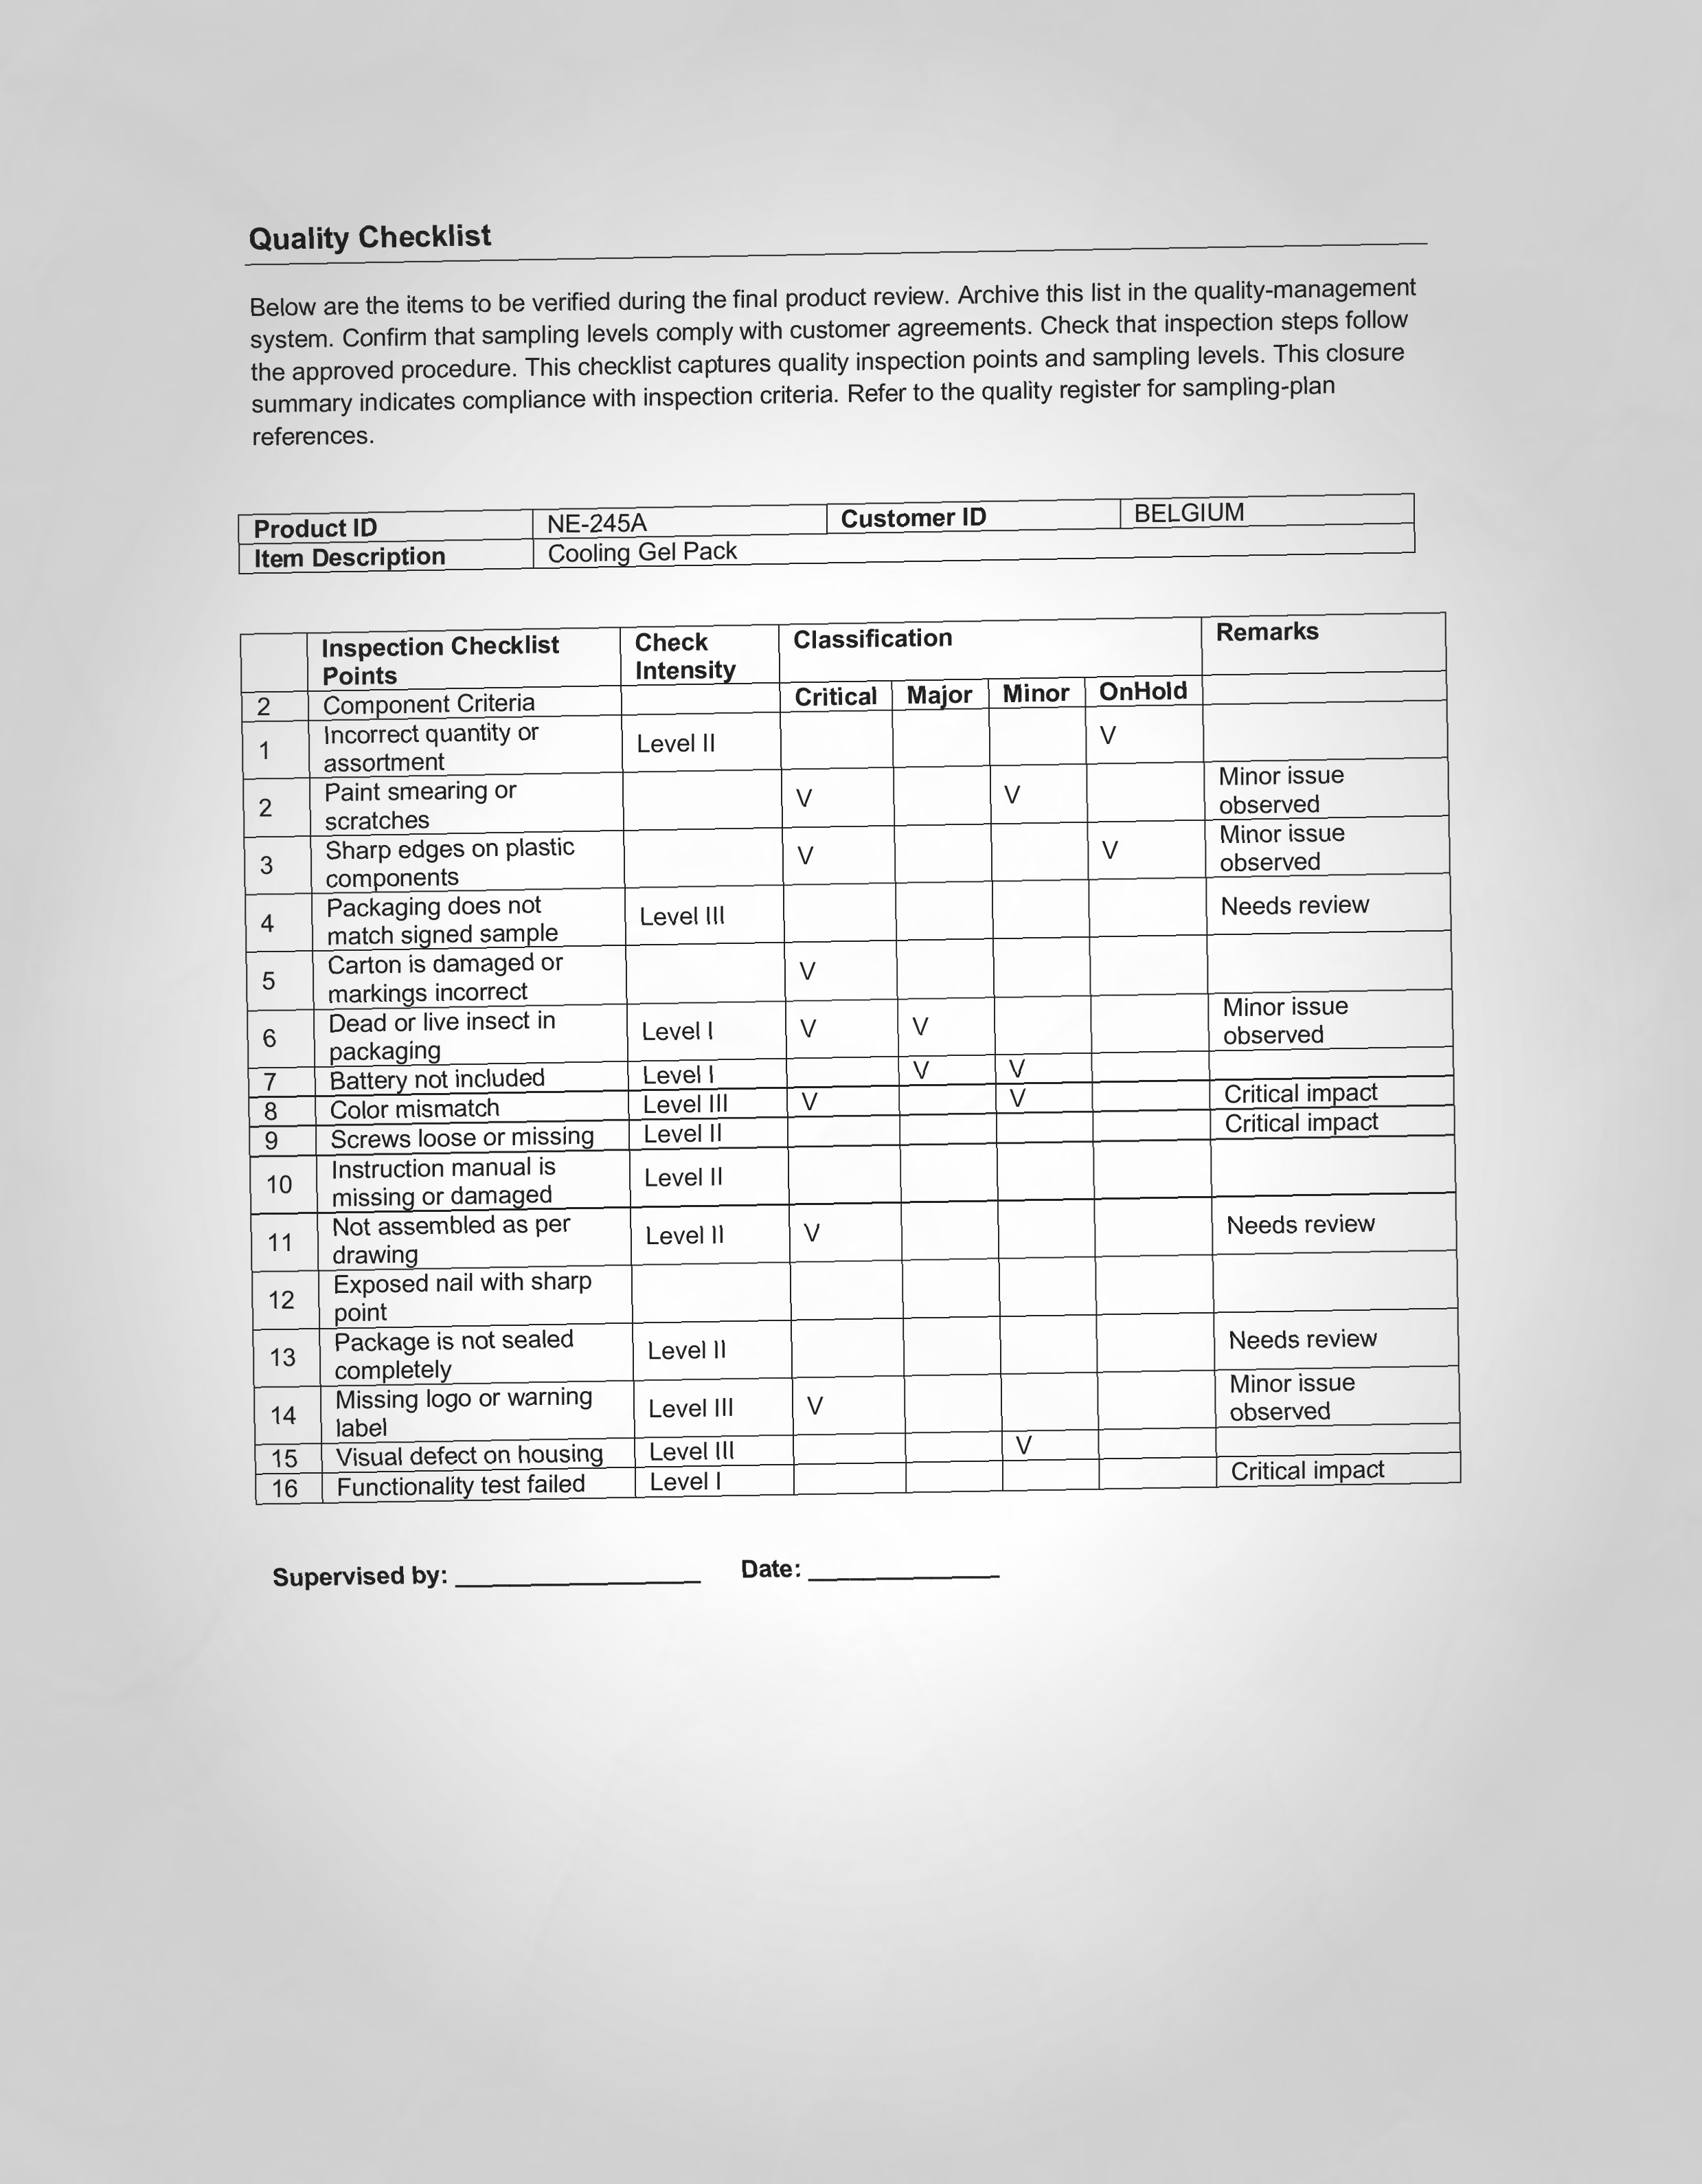 Quality Checklist
Below are the items to be verified during the final product review. Archive this list in the quality-management
system. Confirm that sampling levels comply with customer agreements. Check that inspection steps follow
the approved procedure. This checklist captures quality inspection points and sampling levels. This closure
summary indicates compliance with inspection criteria. Refer to the quality register for sampling-plan
references.
Product ID NE-245A Customer ID BELGIUM
Item Description Cooling Gel Pack
Inspection Checklist Check Classification Remarks
Points Intensity
2 Component Criteria Critical Major Minor OnHold
1 Incorrect quantity or Level II V
assortment
2 Paint smearing or V V Minor issue
scratches observed
3 Sharp edges on plastic V V Minor issue
components observed
4 Packaging does not Level III Needs review
match signed sample
5 Carton is damaged or V
markings incorrect
6 Dead or live insect in Level I V V Minor issue
packaging observed
7 Battery not included Level I V V
8 Color mismatch Level III V V Critical impact
9 Screws loose or missing Level II Critical impact
10 Instruction manual is Level II
missing or damaged
11 Not assembled as per Level II V Needs review
drawing
12 Exposed nail with sharp
point
13 Package is not sealed Level II Needs review
completely
14 Missing logo or warning Level III V Minor issue
label observed
15 Visual defect on housing Level III V
16 Functionality test failed Level I Critical impact
Supervised by: __________________ Date: ______________